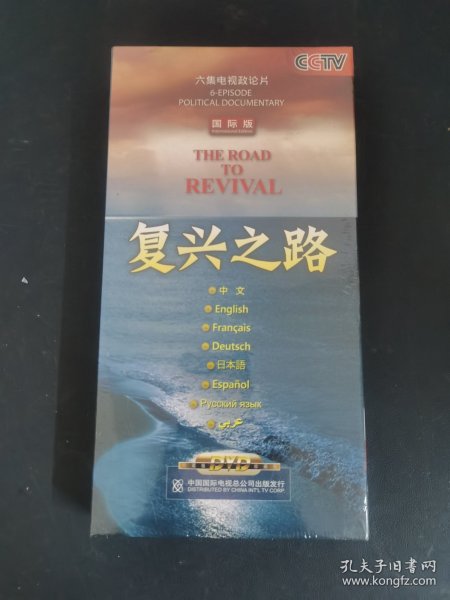 CCTV
六集电视政论片
6-EPISODE
POLITICAL DOCUMENTARY
国际版
International Edition
THE ROAD
TO
REVIVAL
复兴之路
中文
English
Français
Deutsch
日本語
Español
Русский язык
عربي
DVD
中国国际电视总公司出版发行
DISTRIBUTED BY CHINA INT'L TV CORP.
孔夫子旧书网
www.kongfz.com